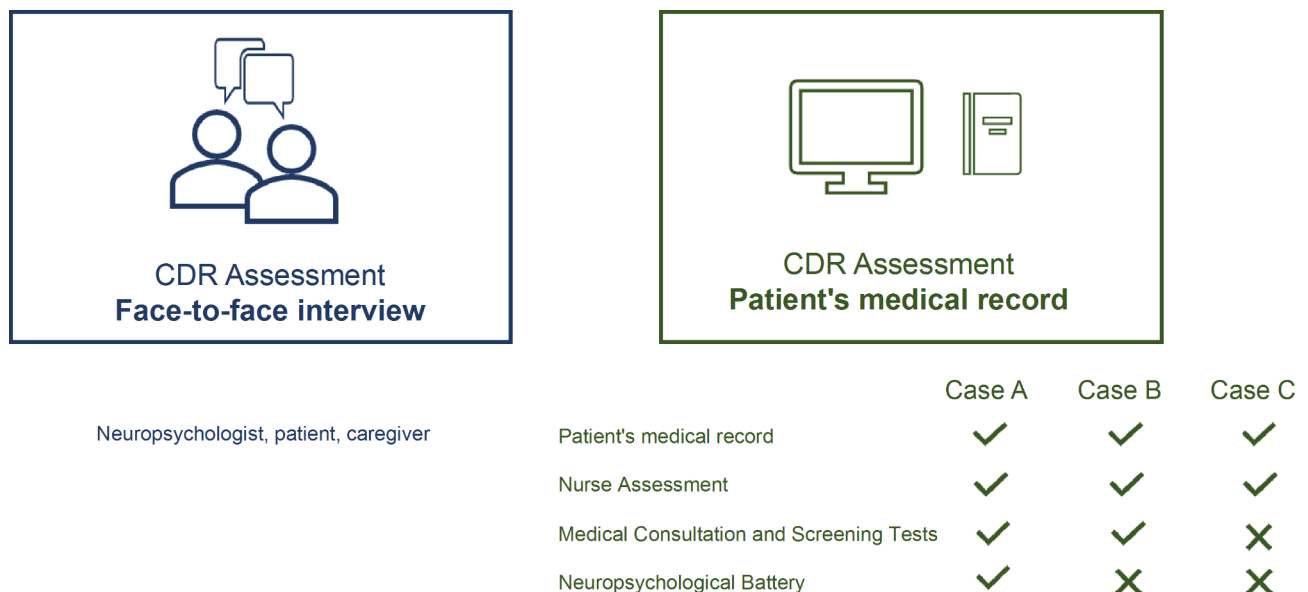 CDR Assessment
Face-to-face interview
CDR Assessment
Patient's medical record
Neuropsychologist, patient, caregiver
Case A Case B Case C
Patient's medical record
Nurse Assessment
Medical Consultation and Screening Tests
Neuropsychological Battery